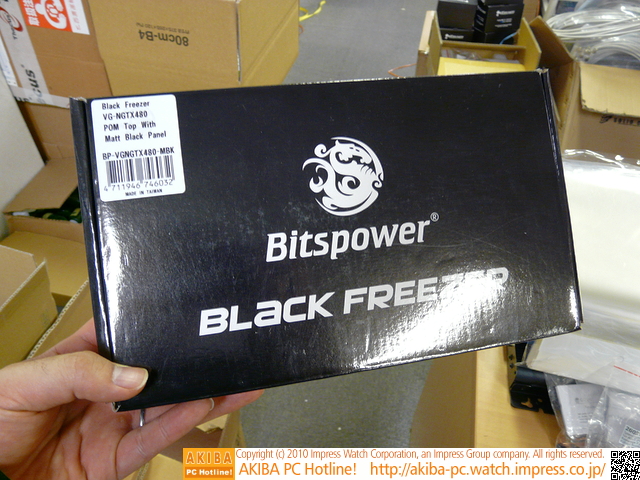 80cm-B4
Black Freezer
VG-NGTX480
POM Top With
Matt Black Panel
BP-VGNGTX480-MBK
4 711946 746032
MADE IN TAIWAN
Bitspower®
BLACK FREEZER
AKIBA
PC Hotline!
Copyright (c) 2010 Impress Watch Corporation, an Impress Group company. All rights reserved.
AKIBA PC Hotline! http://akiba-pc.watch.impress.co.jp/